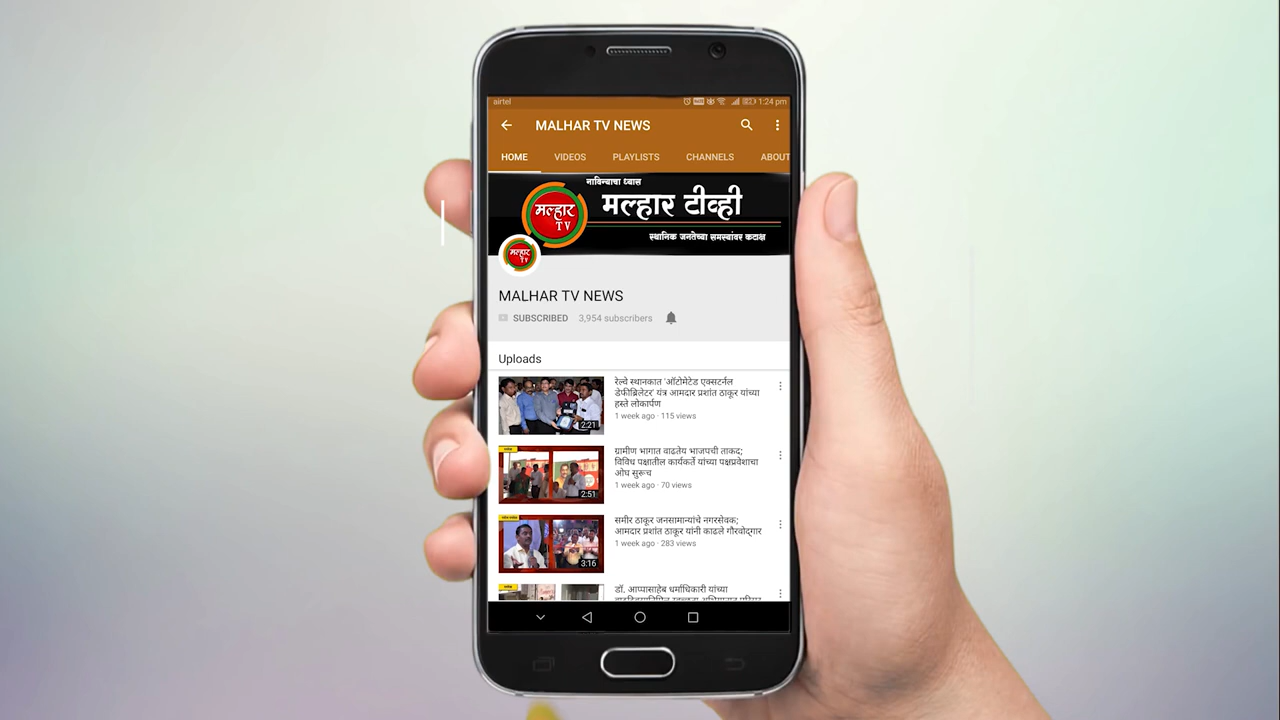 airtel
1:24 pm
MALHAR TV NEWS
HOME VIDEOS PLAYLISTS CHANNELS ABOUT
नाविन्याचा ध्यास
मल्हार टीव्ही
मल्हार
TV
स्थानिक जनतेच्या समस्यांवर कटाक्ष
मल्हार
TV
MALHAR TV NEWS
SUBSCRIBED 3,954 subscribers
Uploads
रेल्वे स्थानकात 'ऑटोमेटेड एक्सटर्नल
डेफीब्रिलेटर' यंत्र आमदार प्रशांत ठाकूर यांच्या
हस्ते लोकार्पण
1 week ago · 115 views
2:21
ग्रामीण भागात वाढतेय भाजपची ताकद;
विविध पक्षातील कार्यकर्ते यांच्या पक्षप्रवेशाचा
ओघ सुरूच
1 week ago · 70 views
2:51
समीर ठाकूर जनसामान्यांचे नगरसेवक;
आमदार प्रशांत ठाकूर यांनी काढले गौरवोद्गार
1 week ago · 283 views
3:16
डॉ. आप्पासाहेब धर्माधिकारी यांच्या